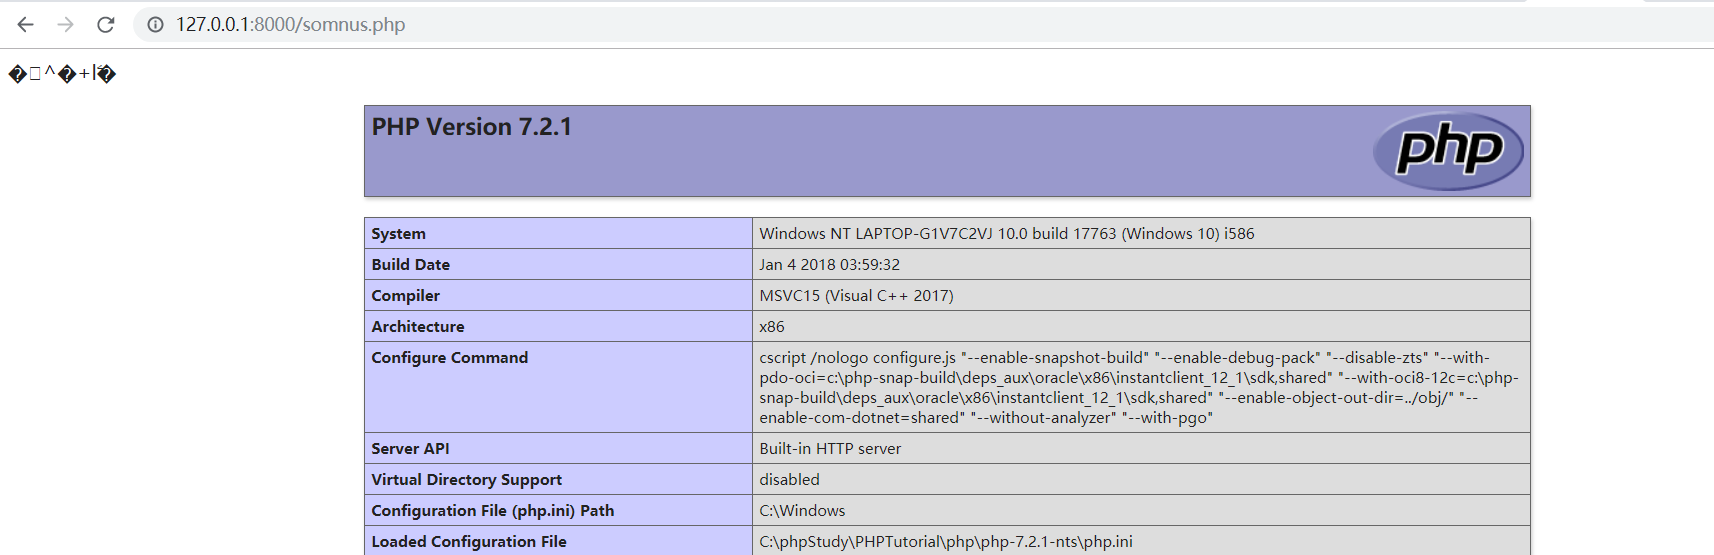 127.0.0.1:8000/somnus.php
^�+
PHP Version 7.2.1
php
System Windows NT LAPTOP-G1V7C2VJ 10.0 build 17763 (Windows 10) i586
Build Date Jan 4 2018 03:59:32
Compiler MSVC15 (Visual C++ 2017)
Architecture x86
Configure Command cscript /nologo configure.js "--enable-snapshot-build" "--enable-debug-pack" "--disable-zts" "--with-
pdo-oci=c:\php-snap-build\deps_aux\oracle\x86\instantclient_12_1\sdk,shared" "--with-oci8-12c=c:\php-
snap-build\deps_aux\oracle\x86\instantclient_12_1\sdk,shared" "--enable-object-out-dir=../obj/" "--
enable-com-dotnet=shared" "--without-analyzer" "--with-pgo"
Server API Built-in HTTP server
Virtual Directory Support disabled
Configuration File (php.ini) Path C:\Windows
Loaded Configuration File C:\phpStudy\PHPTutorial\php\php-7.2.1-nts\php.ini